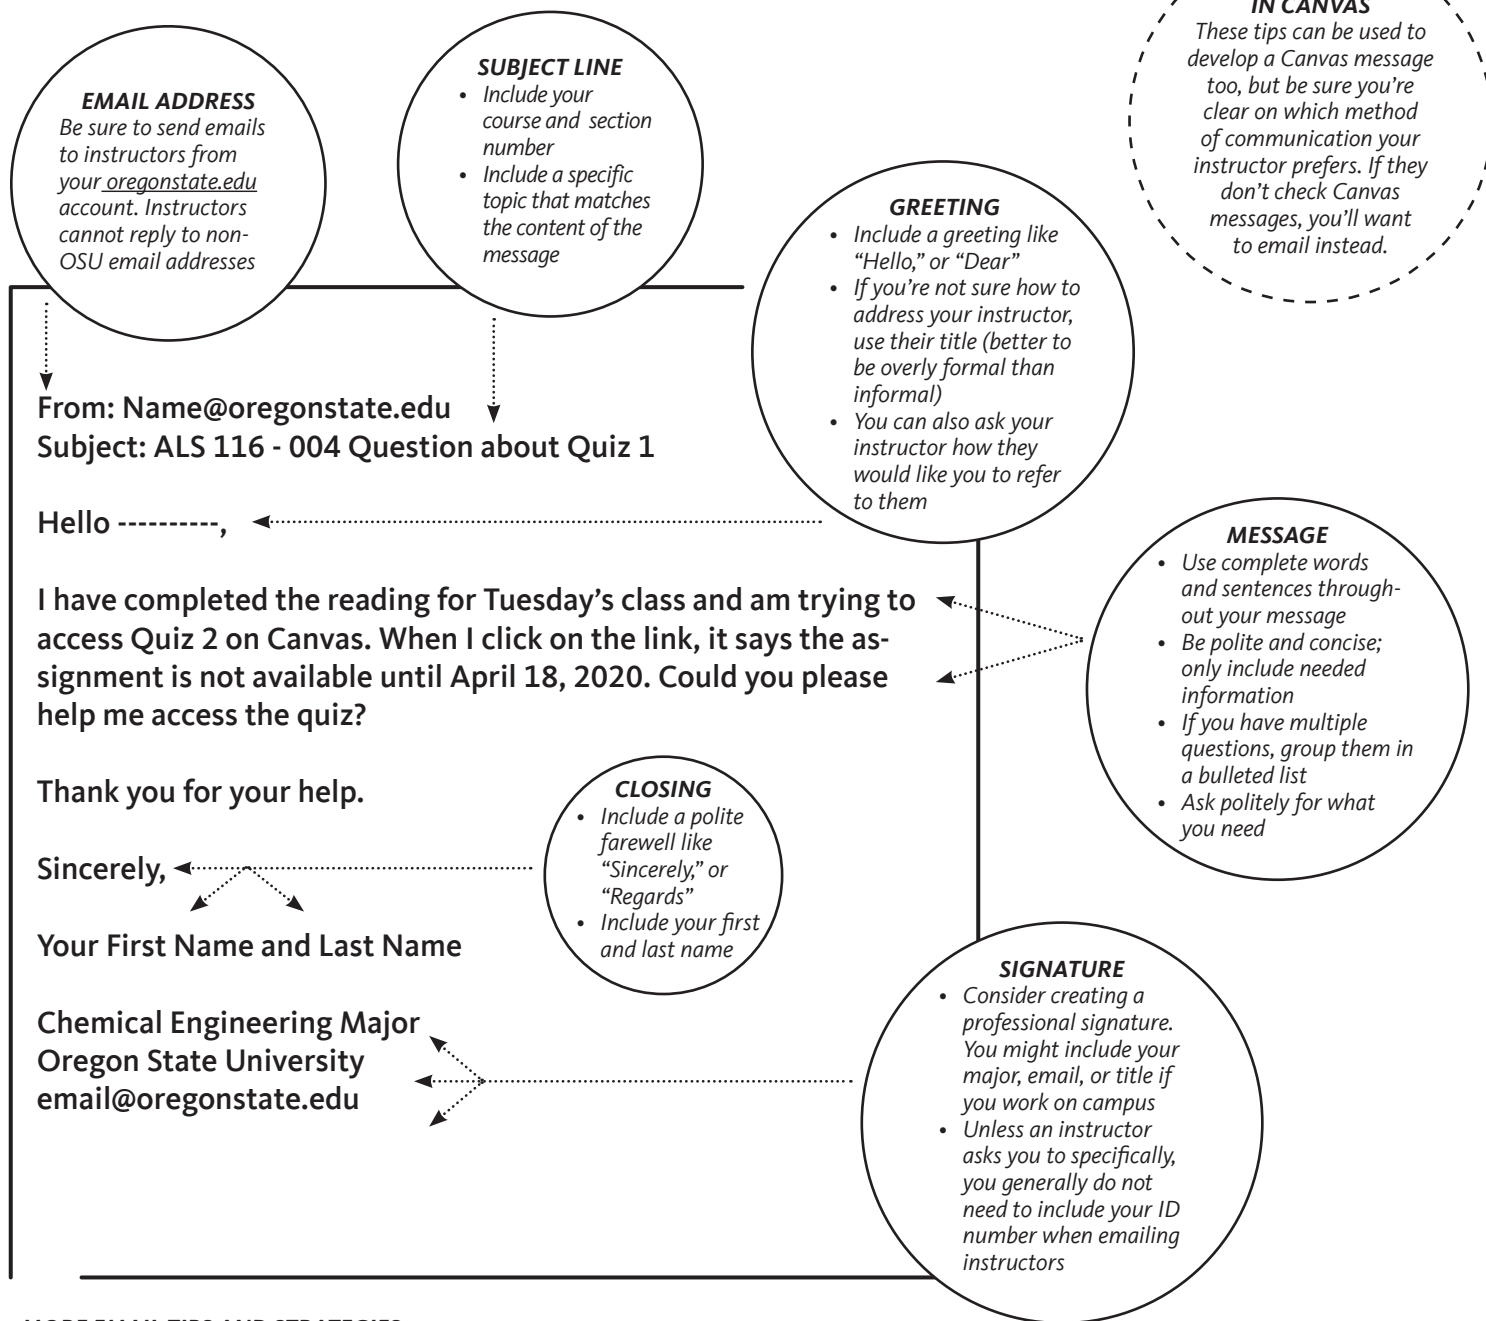 IN CANVAS
These tips can be used to
develop a Canvas message
too, but be sure you’re
clear on which method
of communication your
instructor prefers. If they
don’t check Canvas
messages, you’ll want
to email instead.
EMAIL ADDRESS
Be sure to send emails
to instructors from
your oregonstate.edu
account. Instructors
cannot reply to non-
OSU email addresses
SUBJECT LINE
• Include your
course and section
number
• Include a specific
topic that matches
the content of the
message
GREETING
• Include a greeting like
“Hello,” or “Dear”
• If you’re not sure how to
address your instructor,
use their title (better to
be overly formal than
informal)
• You can also ask your
instructor how they
would like you to refer
to them
From: Name@oregonstate.edu
Subject: ALS 116 - 004 Question about Quiz 1
Hello ----------,
I have completed the reading for Tuesday’s class and am trying to
access Quiz 2 on Canvas. When I click on the link, it says the as-
signment is not available until April 18, 2020. Could you please
help me access the quiz?
MESSAGE
• Use complete words
and sentences through-
out your message
• Be polite and concise;
only include needed
information
• If you have multiple
questions, group them in
a bulleted list
• Ask politely for what
you need
Thank you for your help.
Sincerely,
Your First Name and Last Name
CLOSING
• Include a polite
farewell like
“Sincerely,” or
“Regards”
• Include your first
and last name
Chemical Engineering Major
Oregon State University
email@oregonstate.edu
SIGNATURE
• Consider creating a
professional signature.
You might include your
major, email, or title if
you work on campus
• Unless an instructor
asks you to specifically,
you generally do not
need to include your ID
number when emailing
instructors
MORE EMAIL TIPS AND STRATEGIES